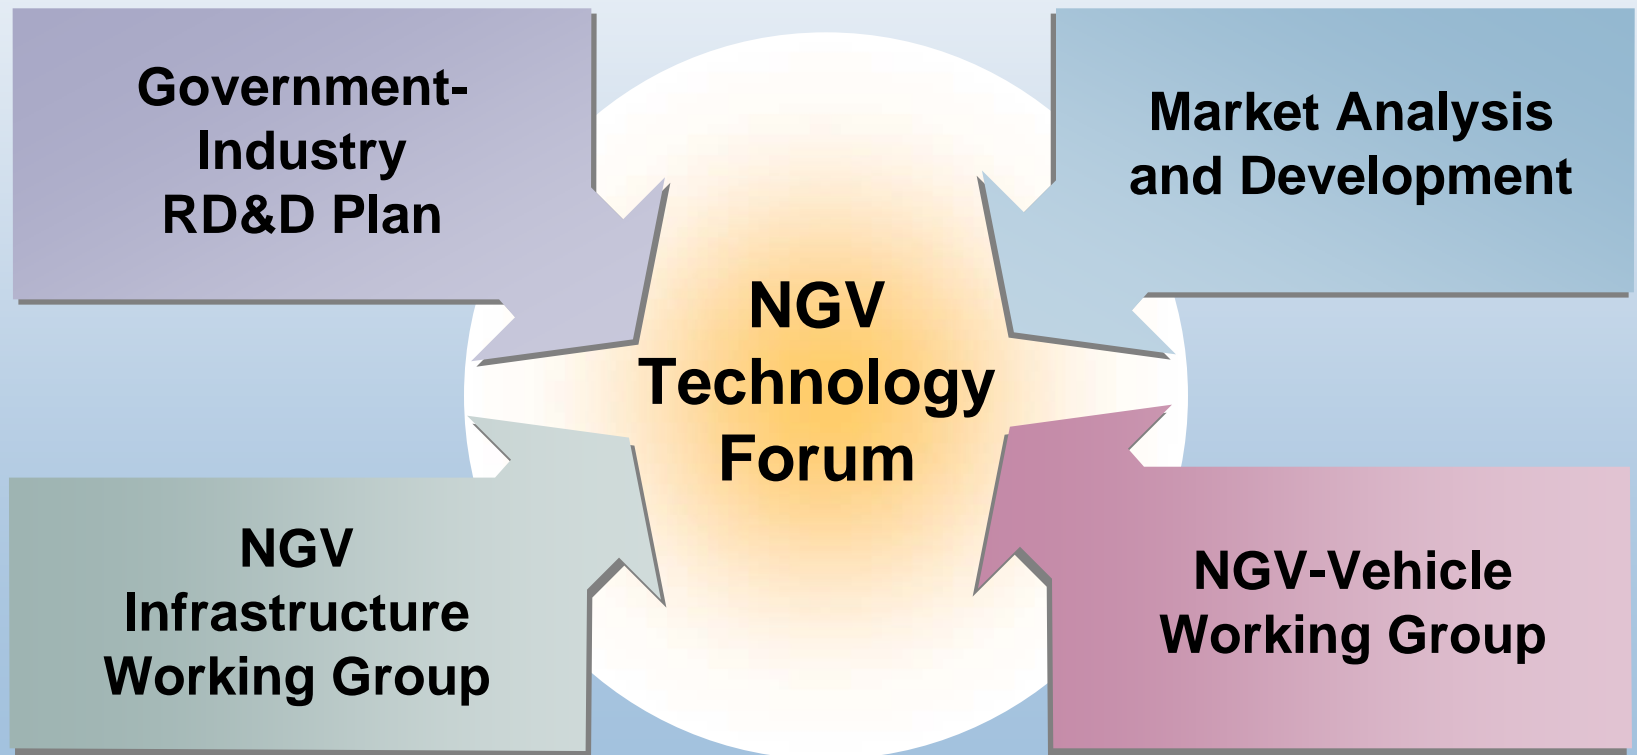 Government-
Industry
RD&D Plan
Market Analysis
and Development
NGV
Technology
Forum
NGV
Infrastructure
Working Group
NGV-Vehicle
Working Group